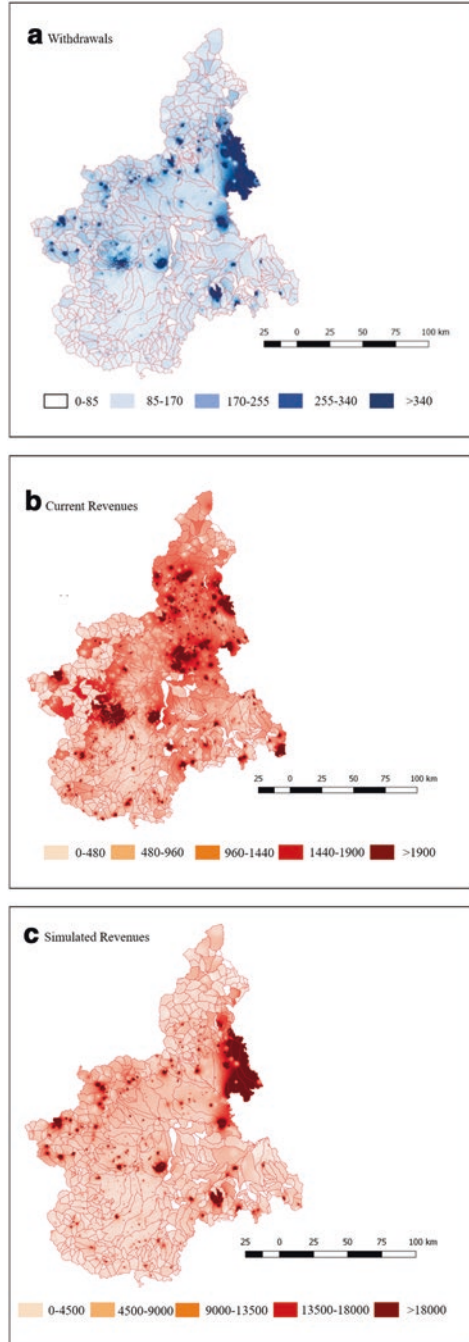 a Withdrawals
25 0 25 50 75 100 km
0-85 85-170 170-255 255-340 >340
b Current Revenues
25 0 25 50 75 100 km
0-480 480-960 960-1440 1440-1900 >1900
c Simulated Revenues
25 0 25 50 75 100 km
0-4500 4500-9000 9000-13500 13500-18000 >18000